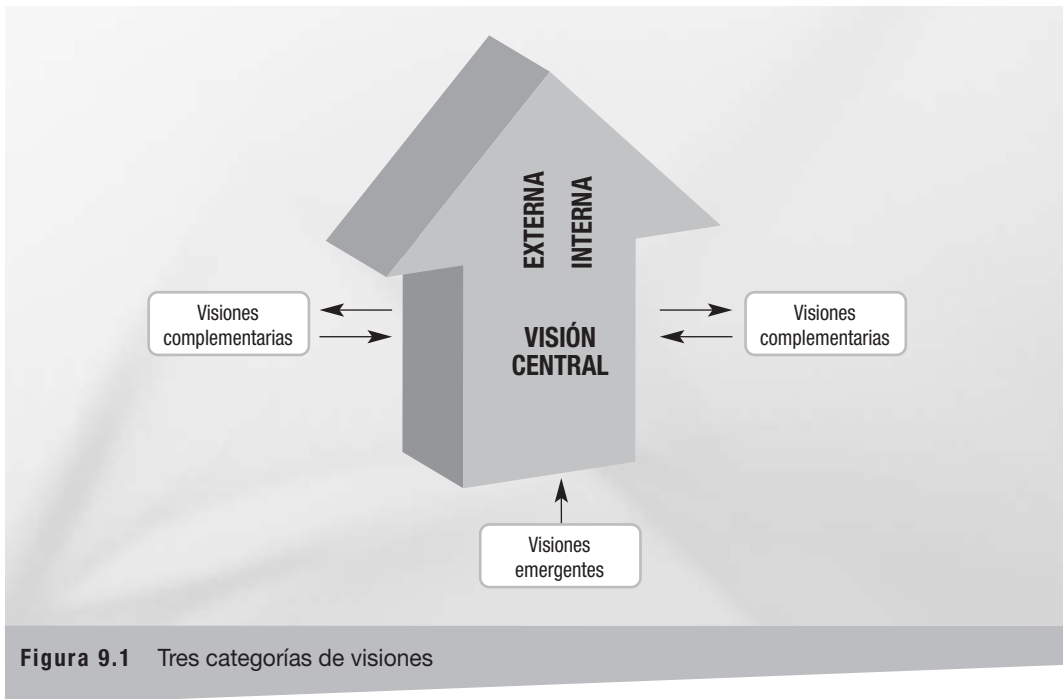 EXTERNA
INTERNA
Visiones
complementarias
VISIÓN
CENTRAL
Visiones
complementarias
Visiones
emergentes
Figura 9.1 Tres categorías de visiones